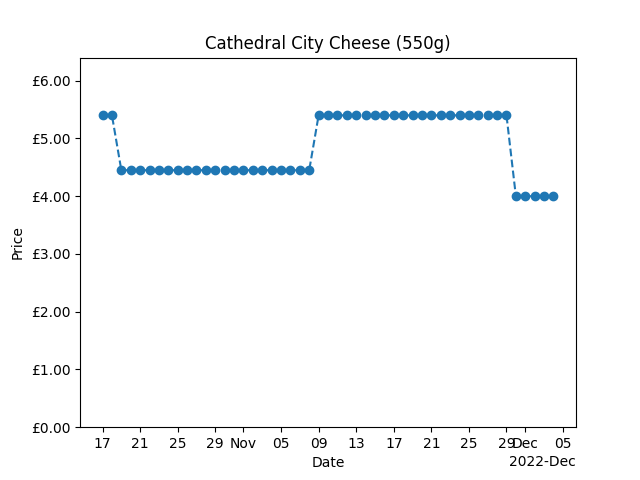 Cathedral City Cheese (550g)
£6.00
£5.00
£4.00
£3.00
£2.00
£1.00
£0.00
Price
17 21 25 29 Nov 05 09 13 17 21 25 29 Dec 05
Date
2022-Dec